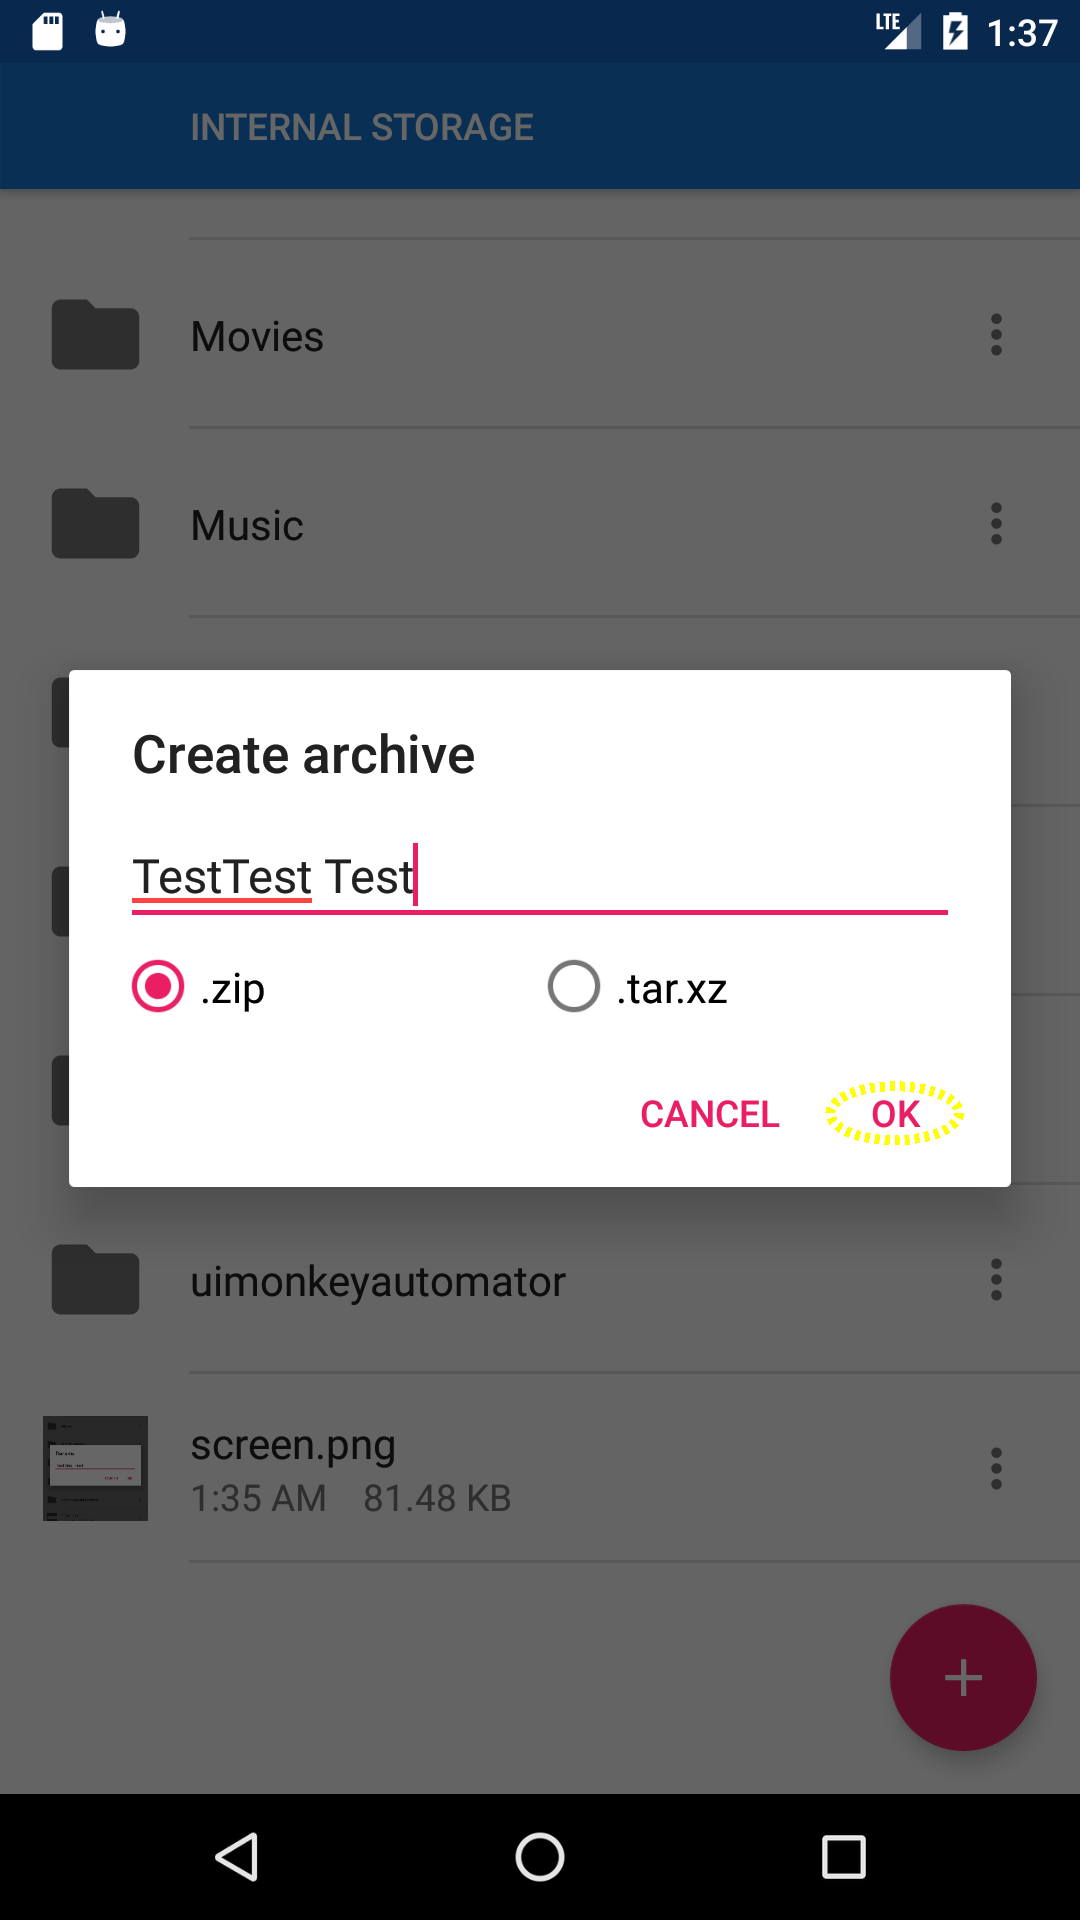 LTE 1:37
INTERNAL STORAGE
Movies
Music
Create archive
TestTest Test
.zip .tar.xz
CANCEL OK
uimonkeyautomator
screen.png
1:35 AM 81.48 KB